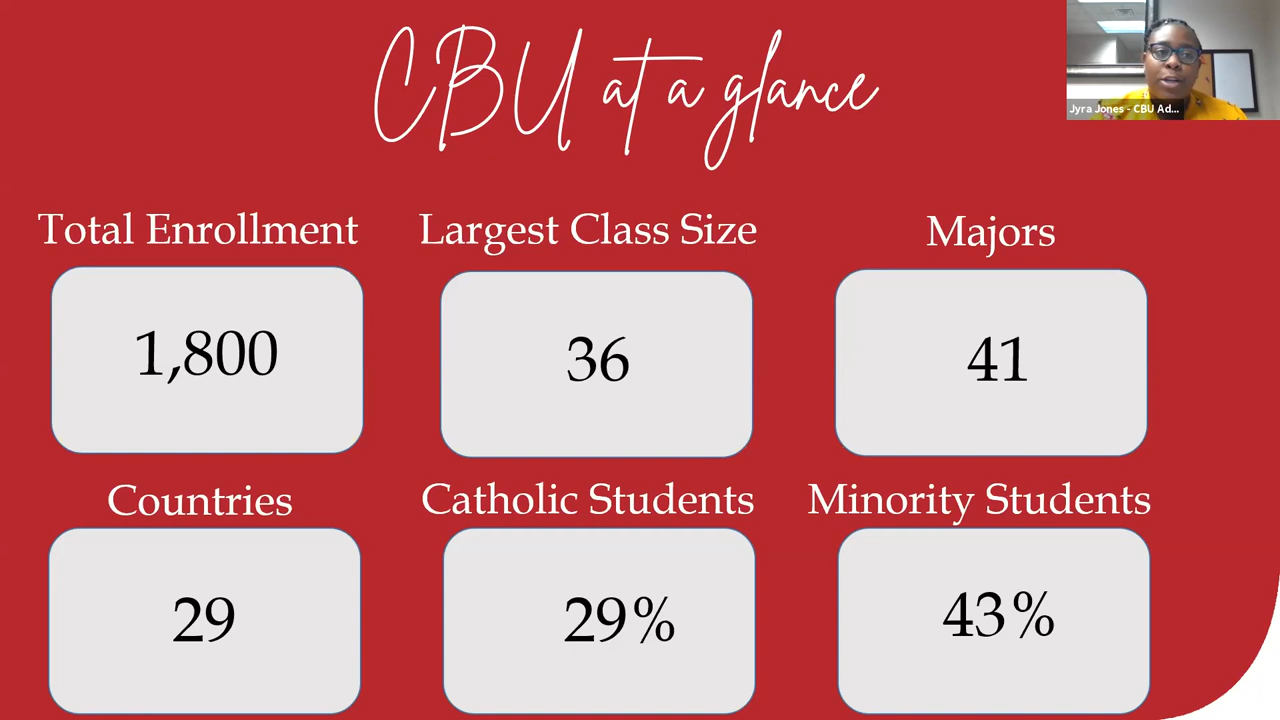 CBU at a glance
Jyra Jones - CBU Ad...
Total Enrollment
Largest Class Size
Majors
1,800
36
41
Countries
Catholic Students
Minority Students
29
29%
43%